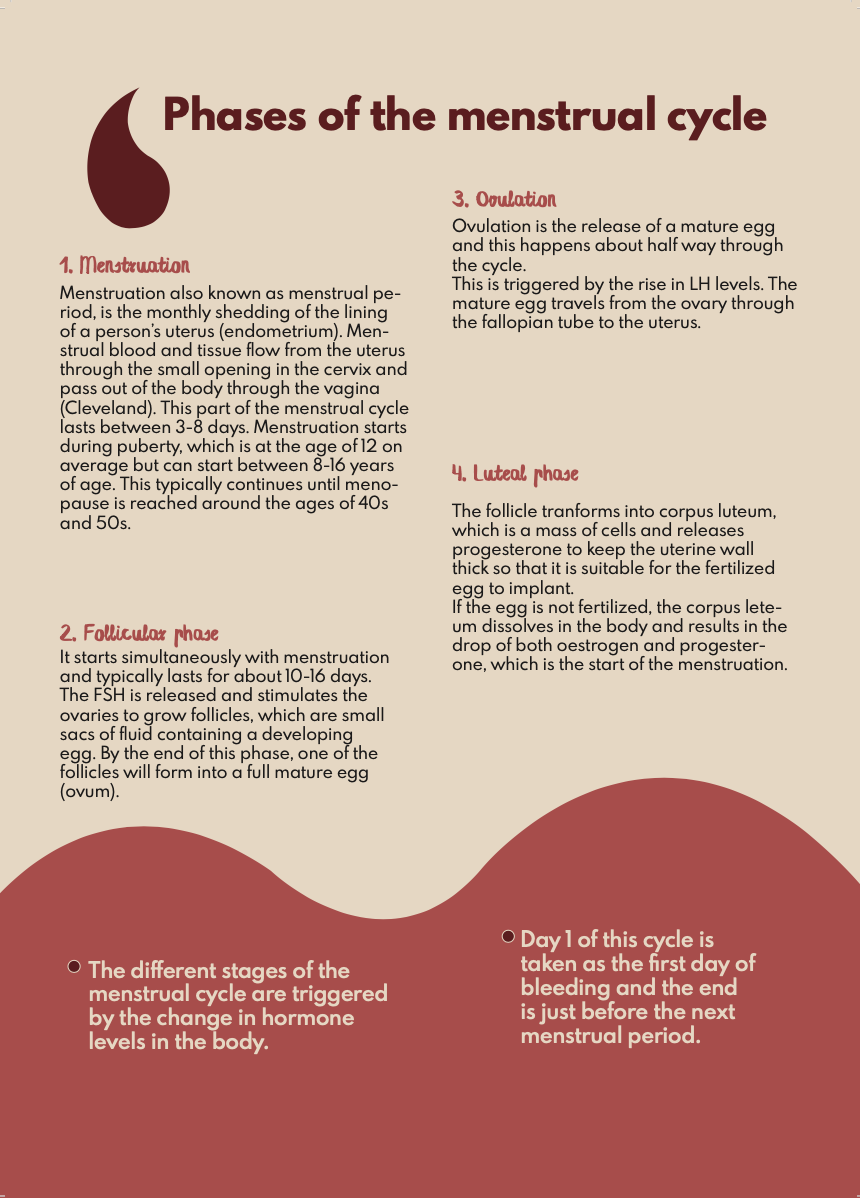 Phases of the menstrual cycle
1. Menstruation
Menstruation also known as menstrual pe-
riod, is the monthly shedding of the lining
of a person's uterus (endometrium). Men-
strual blood and tissue flow from the uterus
through the small opening in the cervix and
pass out of the body through the vagina
(Cleveland). This part of the menstrual cycle
lasts between 3-8 days. Menstruation starts
during puberty, which is at the age of 12 on
average but can start between 8-16 years
of age. This typically continues until meno-
pause is reached around the ages of 40s
and 50s.
2. Follicular phase
It starts simultaneously with menstruation
and typically lasts for about 10-16 days.
The FSH is released and stimulates the
ovaries to grow follicles, which are small
sacs of fluid containing a developing
egg. By the end of this phase, one of the
follicles will form into a full mature egg
(ovum).
3. Ovulation
Ovulation is the release of a mature egg
and this happens about half way through
the cycle.
This is triggered by the rise in LH levels. The
mature egg travels from the ovary through
the fallopian tube to the uterus.
4. Luteal phase
The follicle tranforms into corpus luteum,
which is a mass of cells and releases
progesterone to keep the uterine wall
thick so that it is suitable for the fertilized
egg to implant.
If the egg is not fertilized, the corpus lete-
um dissolves in the body and results in the
drop of both oestrogen and progester-
one, which is the start of the menstruation.
The different stages of the
menstrual cycle are triggered
by the change in hormone
levels in the body.
Day 1 of this cycle is
taken as the first day of
bleeding and the end
is just before the next
menstrual period.